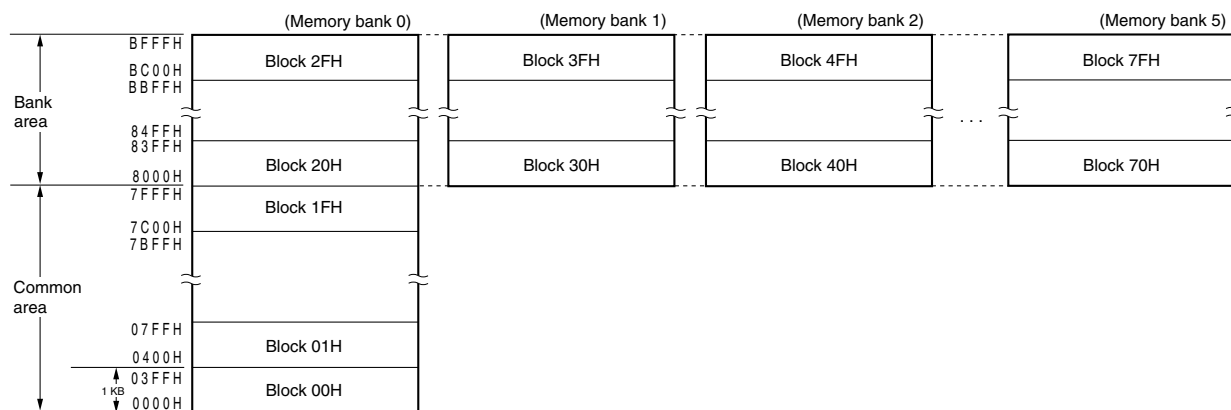 (Memory bank 0) (Memory bank 1) (Memory bank 2) (Memory bank 5)
BFFFH
Block 2FH Block 3FH Block 4FH Block 7FH
BC00H
BBFFH
Bank
area
...
84FFH
83FFH
Block 20H Block 30H Block 40H Block 70H
8000H
7FFFH
Block 1FH
7C00H
7BFFH
Common
area
07FFH
Block 01H
0400H
03FFH
1 KB Block 00H
0000H